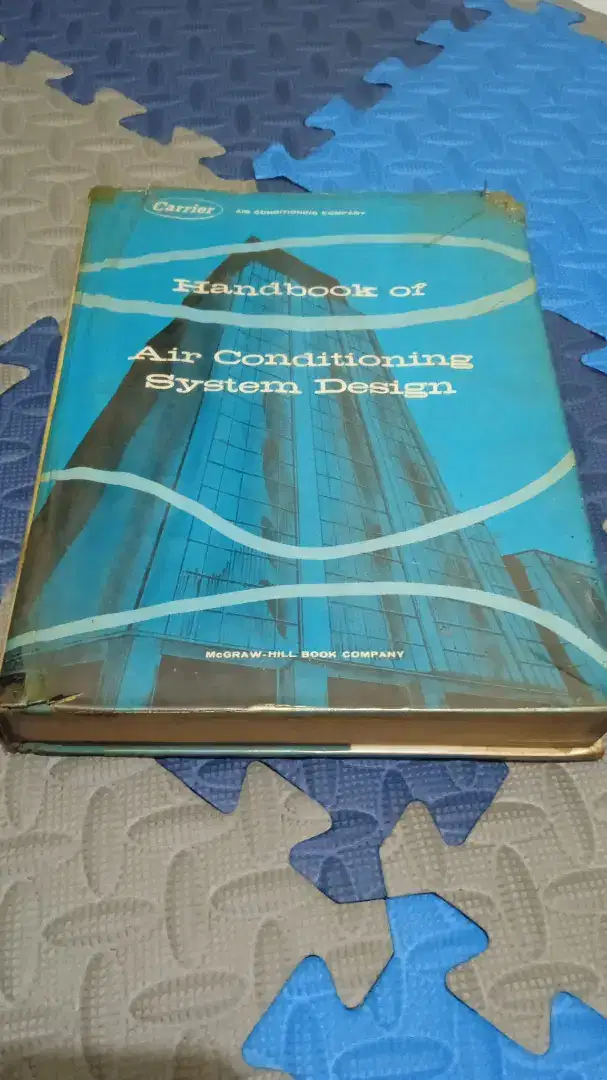 Carrier AIR CONDITIONING COMPANY
Handbook of
Air Conditioning
System Design
McGRAW-HILL BOOK COMPANY